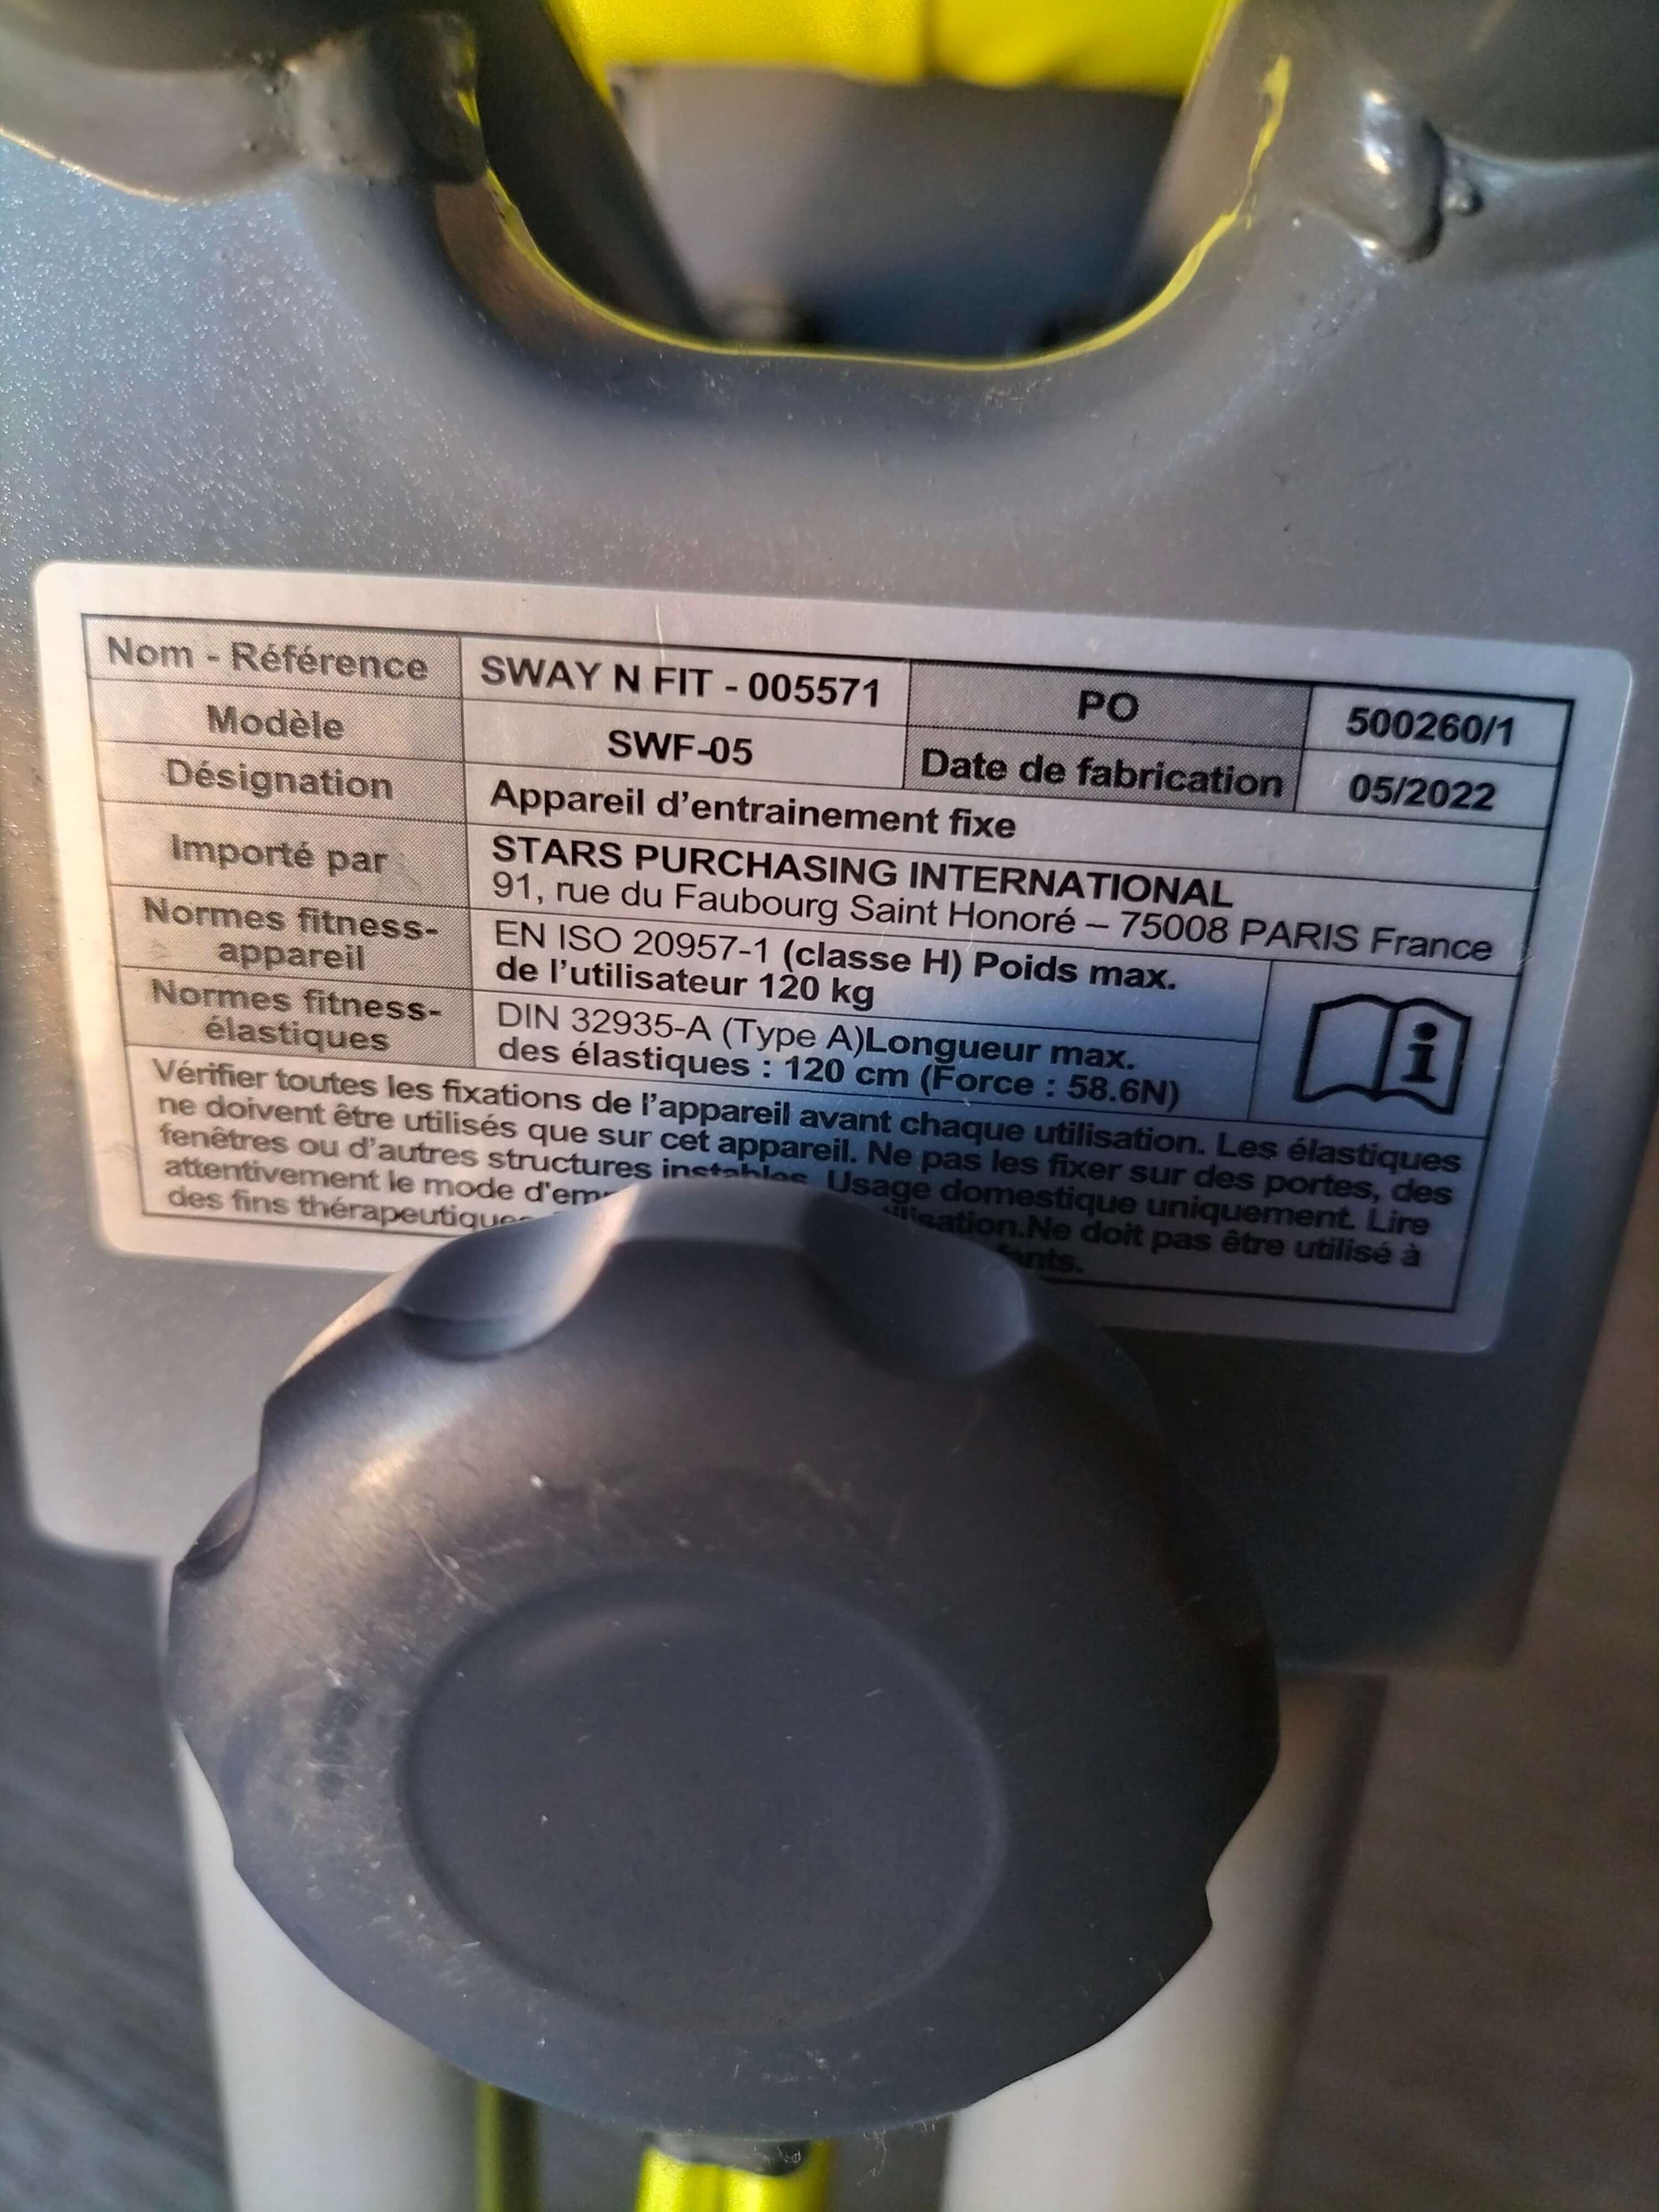 Nom - Référence SWAY N FIT - 005571 PO 500260/1
Modèle SWF-05 Date de fabrication 05/2022
Désignation Appareil d'entrainement fixe
Importé par STARS PURCHASING INTERNATIONAL
91, rue du Faubourg Saint Honoré – 75008 PARIS France
Normes fitness-
appareil
EN ISO 20957-1 (classe H) Poids max.
de l'utilisateur 120 kg
Normes fitness-
élastiques
DIN 32935-A (Type A)Longueur max.
des élastiques : 120 cm (Force : 58.6N)
Vérifier toutes les fixations de l'appareil avant chaque utilisation. Les élastiques
ne doivent être utilisés que sur cet appareil. Ne pas les fixer sur des portes, des
fenêtres ou d'autres structures instables. Usage domestique uniquement. Lire
attentivement le mode Ne doit pas être utilisé à
des fins